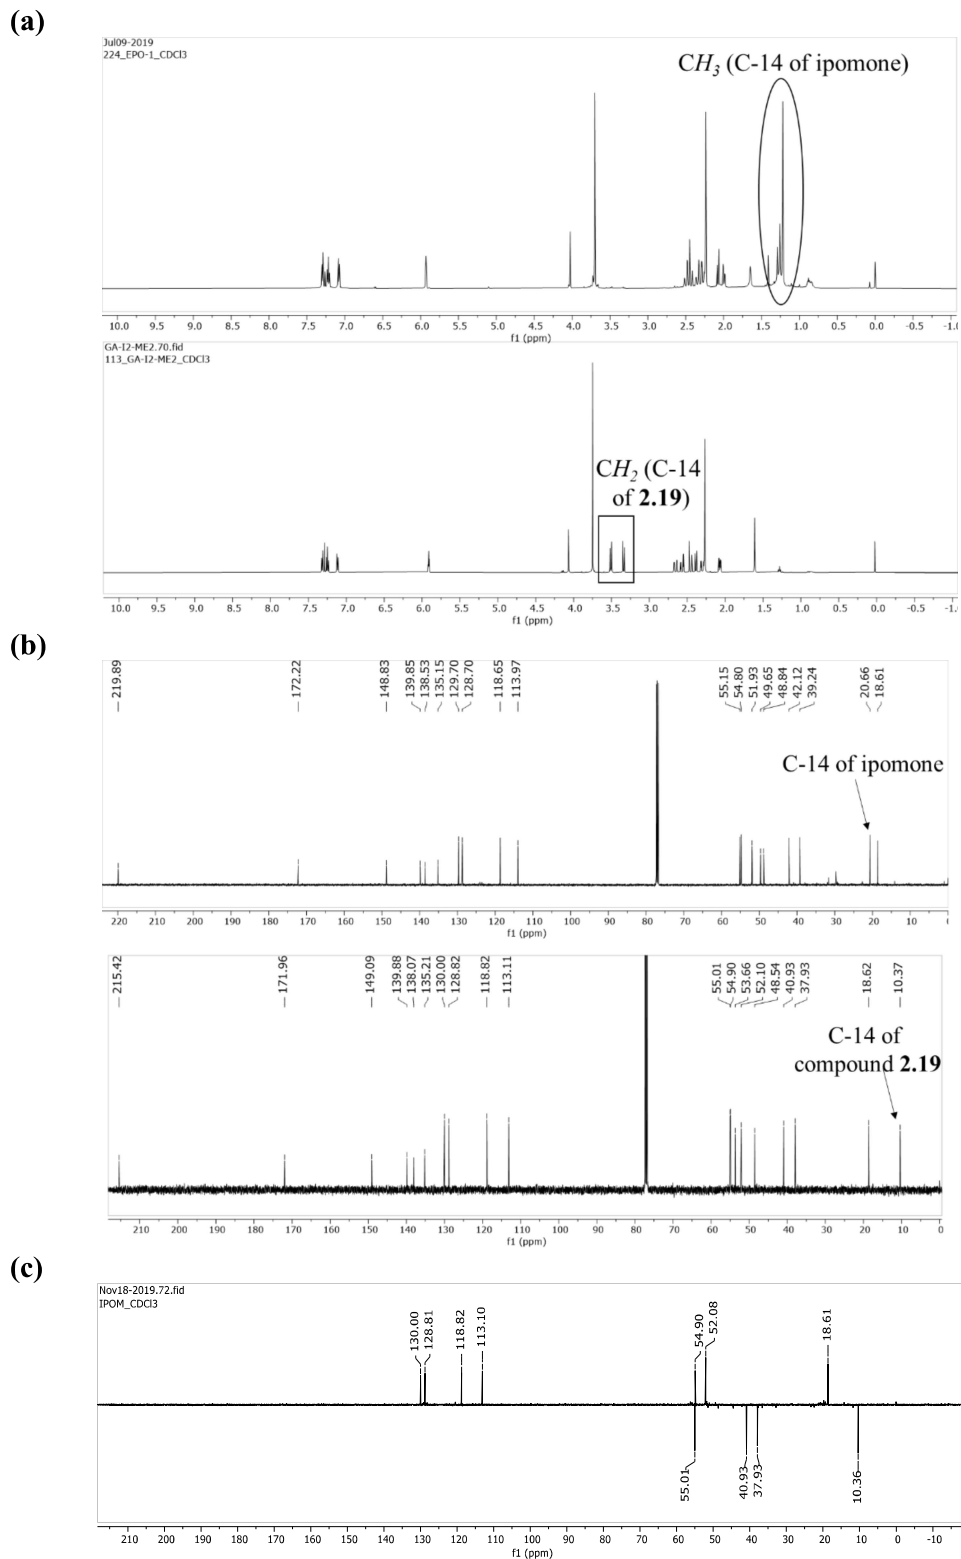 (a)
Jul09-2019
224_EPO-1_CDCl3
CH3 (C-14 of ipomone)
10.0 9.5 9.0 8.5 8.0 7.5 7.0 6.5 6.0 5.5 5.0 4.5 4.0 3.5 3.0 2.5 2.0 1.5 1.0 0.5 0.0 -0.5 -1.0
f1 (ppm)
GA-I2-ME2.70.fid
113_GA-I2-ME2_CDCl3
CH2 (C-14
of 2.19)
10.0 9.5 9.0 8.5 8.0 7.5 7.0 6.5 6.0 5.5 5.0 4.5 4.0 3.5 3.0 2.5 2.0 1.5 1.0 0.5 0.0 -0.5 -1.0
f1 (ppm)
(b)
219.89 172.22 148.83 139.85 138.53 135.15 129.70 128.70 118.65 113.97 55.15 54.80 51.93 49.65 48.84 42.12 39.24 20.66 18.61
C-14 of ipomone
220 210 200 190 180 170 160 150 140 130 120 110 100 90 80 70 60 50 40 30 20 10
f1 (ppm)
215.42 171.96 149.09 139.88 138.07 135.21 130.00 128.82 118.82 113.11 55.01 54.90 53.66 52.10 48.54 40.93 37.93 18.62 10.37
C-14 of
compound 2.19
210 200 190 180 170 160 150 140 130 120 110 100 90 80 70 60 50 40 30 20 10 0
f1 (ppm)
(c)
Nov18-2019.72.fid
IPOM_CDCl3
130.00 128.81 118.82 113.10 54.90 52.08 18.61
55.01 40.93 37.93 10.36
210 200 190 180 170 160 150 140 130 120 110 100 90 80 70 60 50 40 30 20 10 0 -10
f1 (ppm)